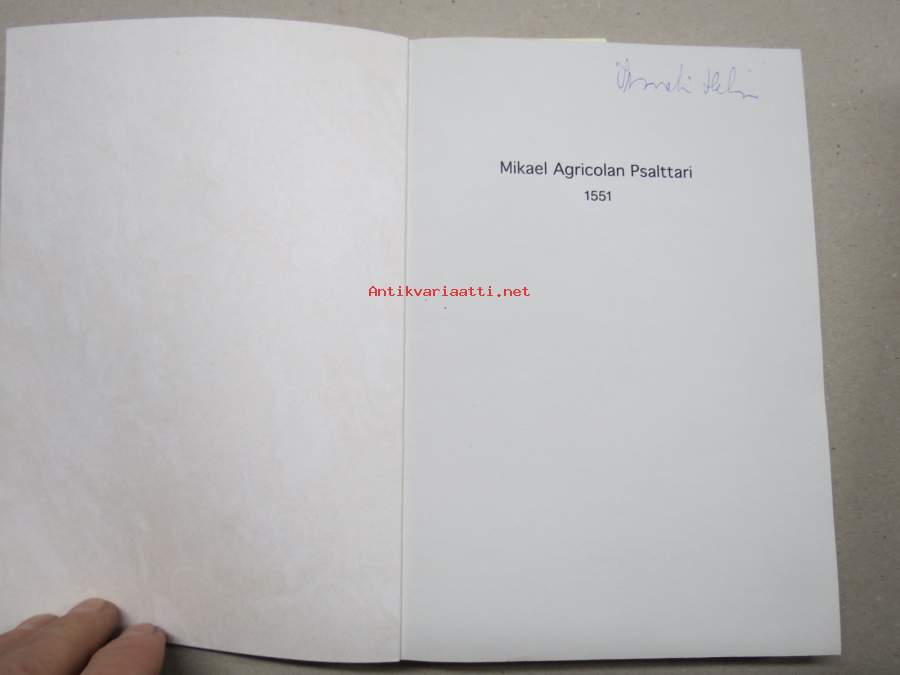 Mikael Agricolan Psalttari
1551
Antikvariaatti.net